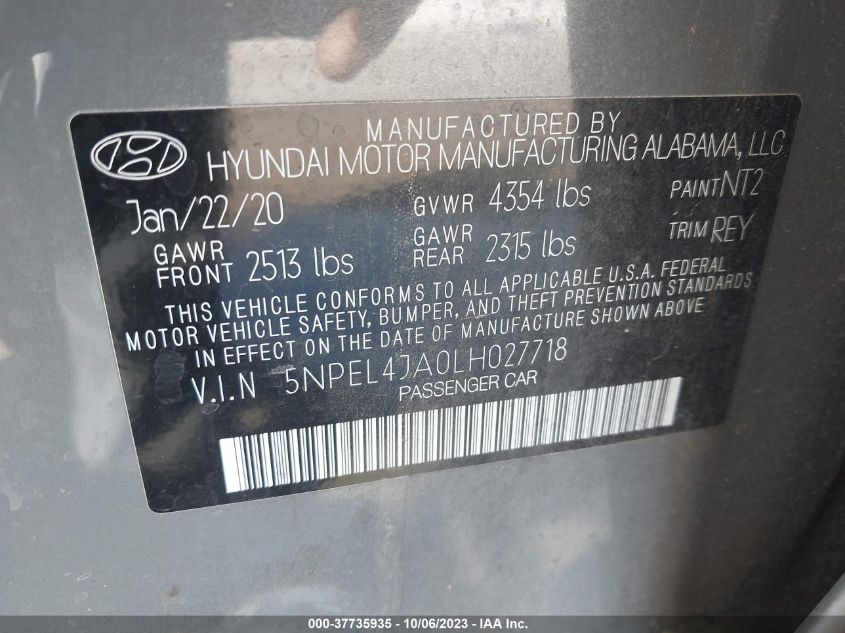 MANUFACTURED BY
HYUNDAI MOTOR MANUFACTURING ALABAMA, LLC
Jan/22/20 GVWR 4354 lbs PAINT NT2
GAWR FRONT 2513 lbs GAWR REAR 2315 lbs TRIM REY
THIS VEHICLE CONFORMS TO ALL APPLICABLE U.S.A. FEDERAL
MOTOR VEHICLE SAFETY, BUMPER, AND THEFT PREVENTION STANDARDS
IN EFFECT ON THE DATE OF MANUFACTURE SHOWN ABOVE
V.I.N 5NPEL4JA0LH027718
PASSENGER CAR
000-37735935 - 10/06/2023 - IAA Inc.